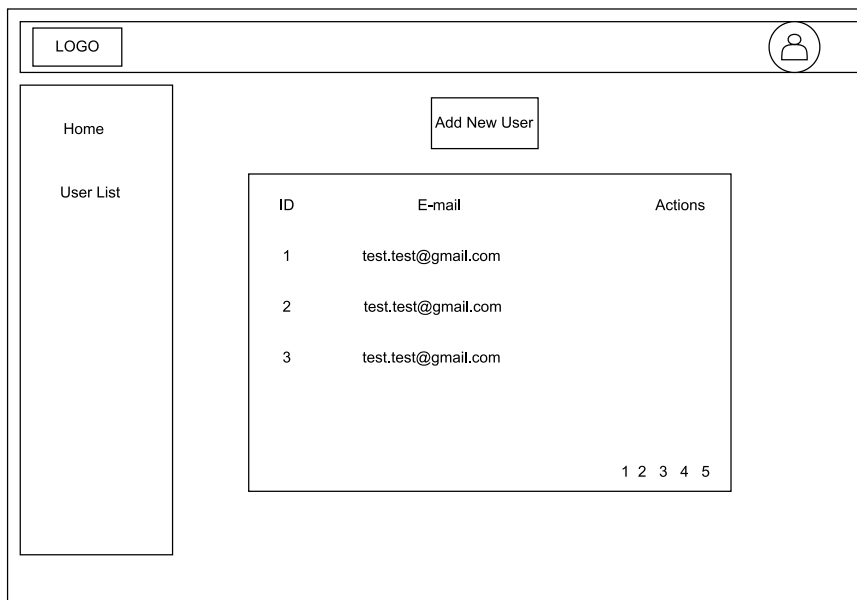 LOGO
Home
User List
Add New User
ID E-mail Actions
1 test.test@gmail.com
2 test.test@gmail.com
3 test.test@gmail.com
1 2 3 4 5